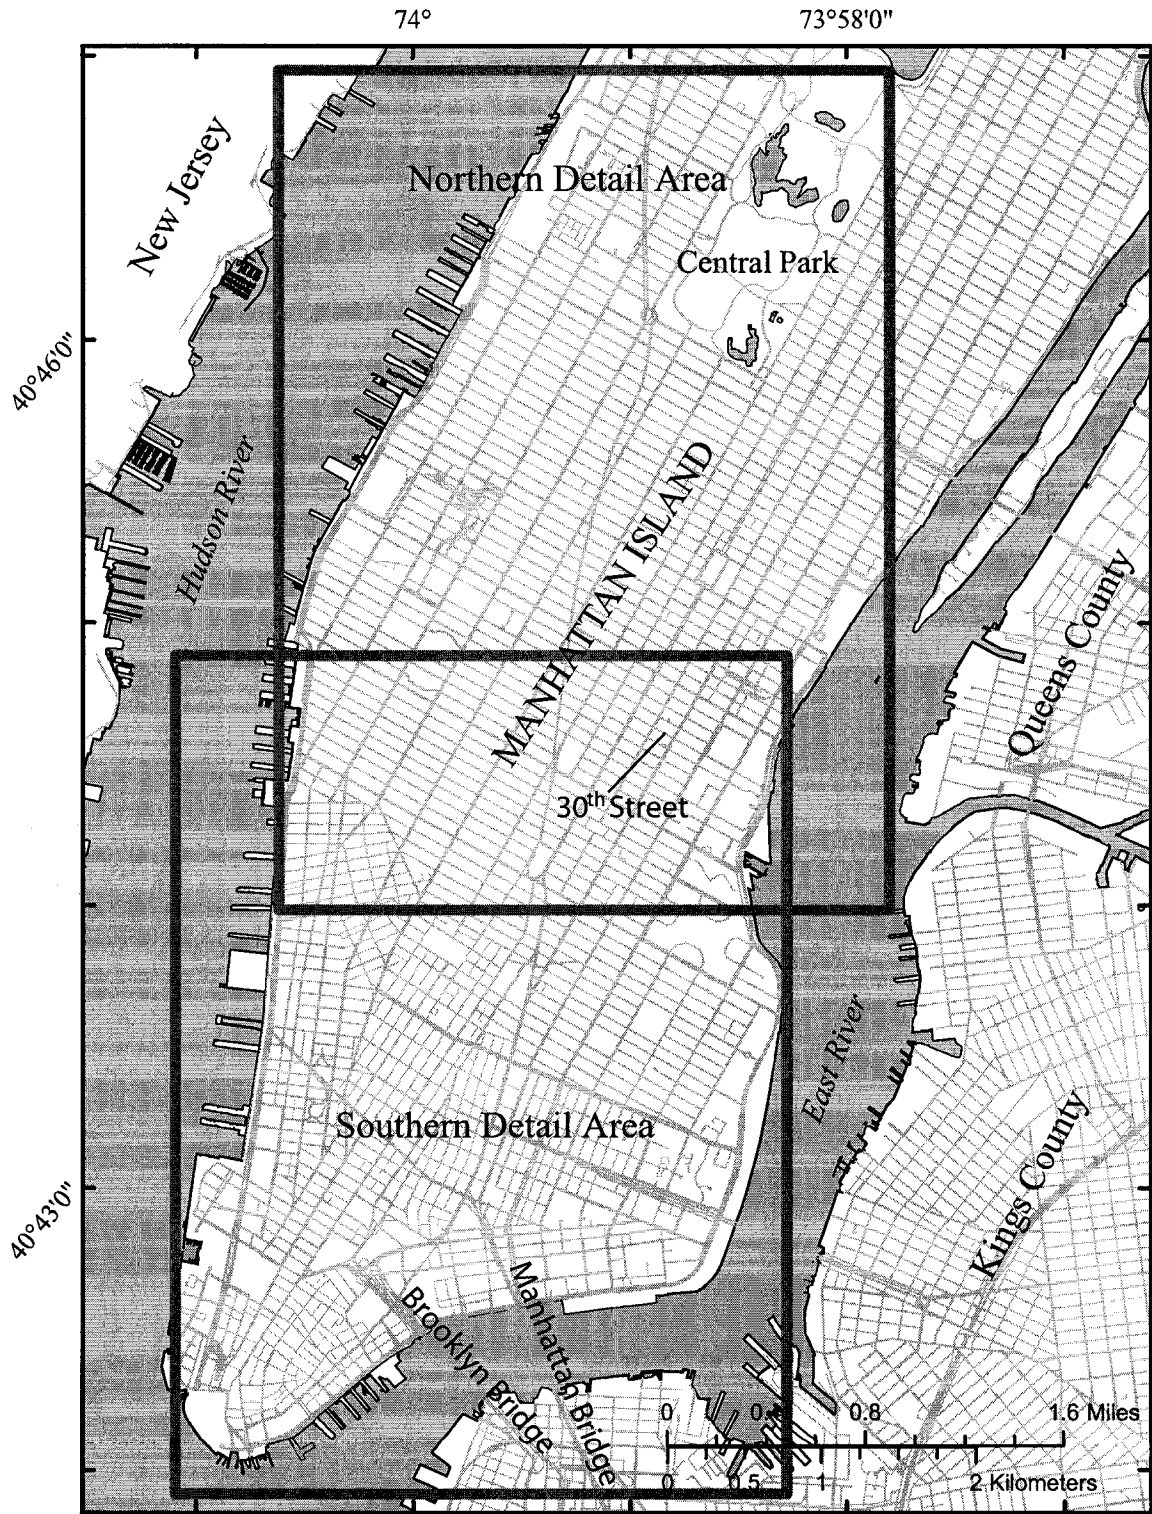 74°
73°58'0"
New Jersey
Northern Detail Area
Central Park
40°46'0"
Hudson River
MANHATTAN ISLAND
Queens County
30th Street
East River
Southern Detail Area
Kings County
40°43'0"
Manhattan Bridge
Brooklyn Bridge
0 0.8 1.6 Miles
0 0.5 1 2 Kilometers